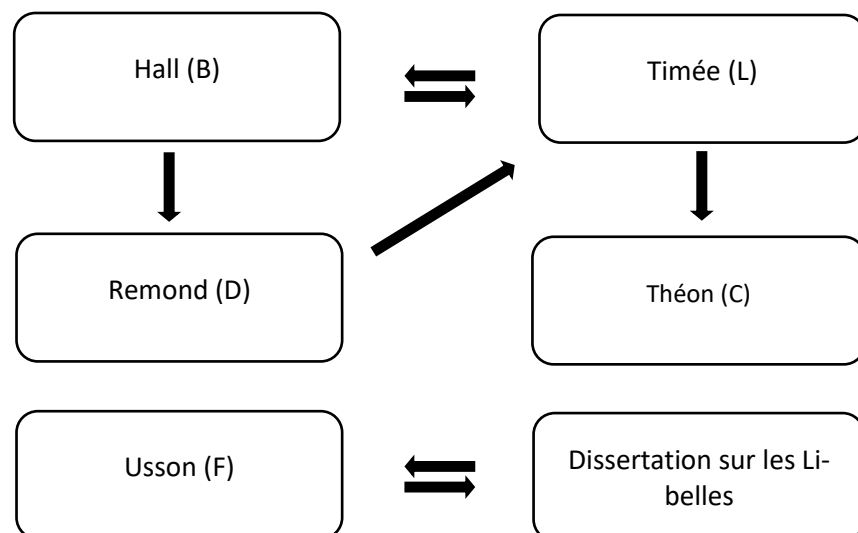 Hall (B)
Timée (L)
Remond (D)
Théon (C)
Usson (F)
Dissertation sur les Li-
belles